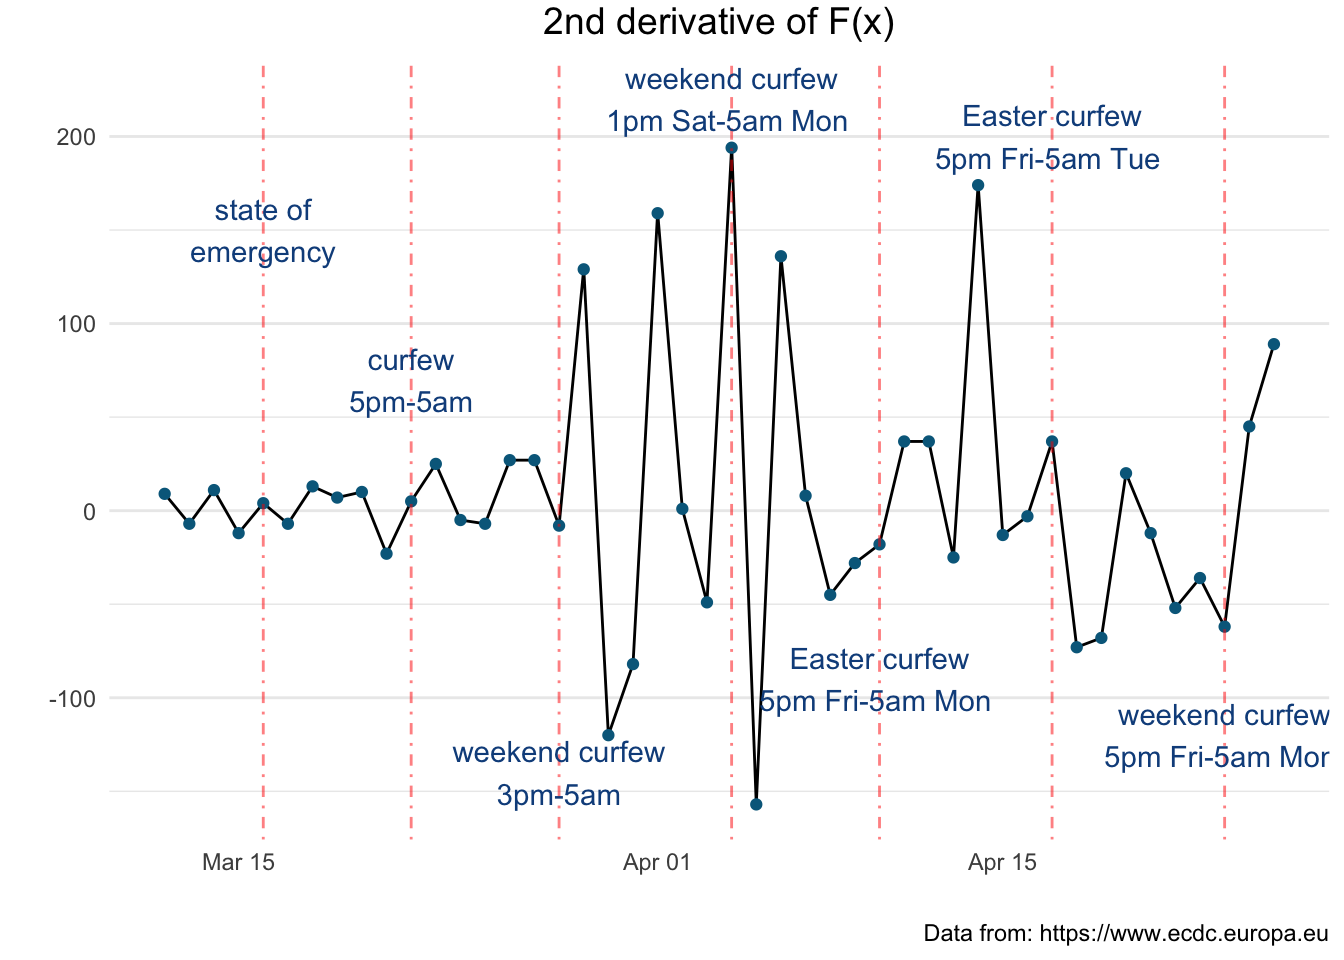 2nd derivative of F(x)
weekend curfew
1pm Sat-5am Mon
Easter curfew
5pm Fri-5am Tue
200
state of
emergency
100
curfew
5pm-5am
0
Easter curfew
5pm Fri-5am Mon
-100
weekend curfew
5pm Fri-5am Mon
weekend curfew
3pm-5am
Mar 15
Apr 01
Apr 15
Data from: https://www.ecdc.europa.eu